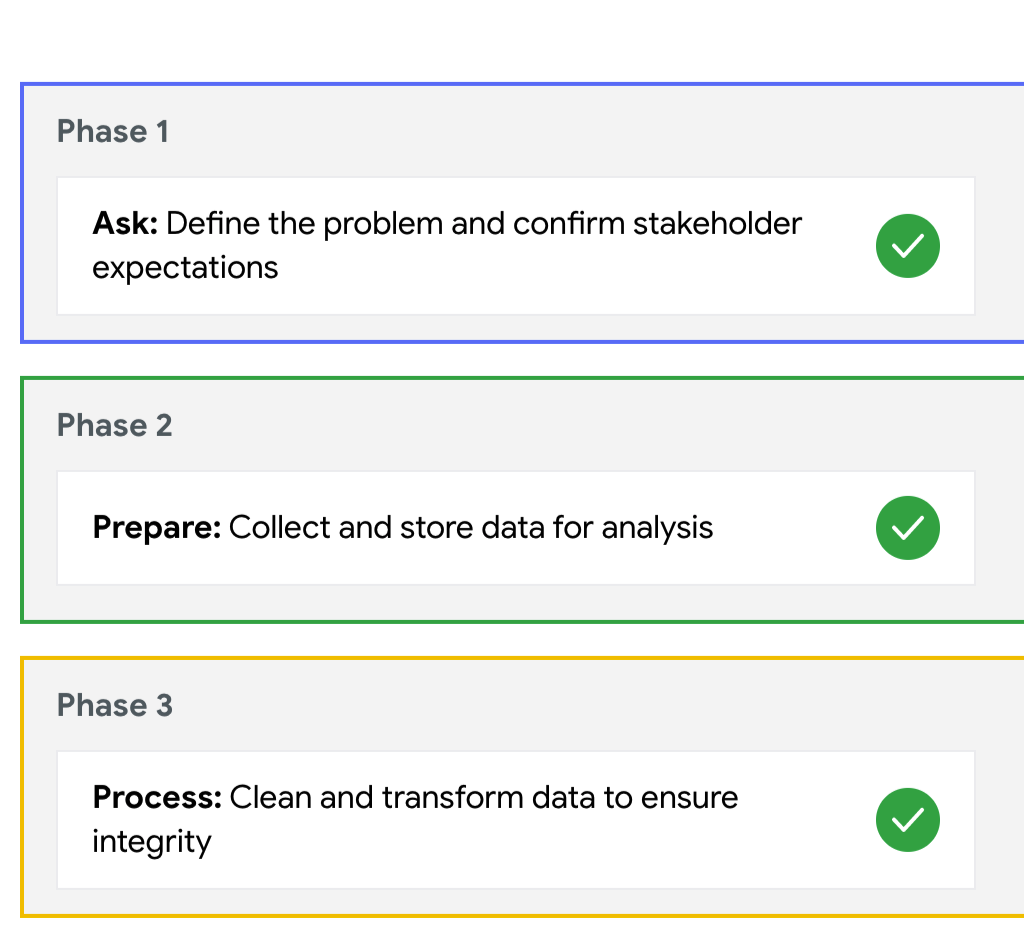 Phase 1
Ask: Define the problem and confirm stakeholder
expectations
Phase 2
Prepare: Collect and store data for analysis
Phase 3
Process: Clean and transform data to ensure
integrity